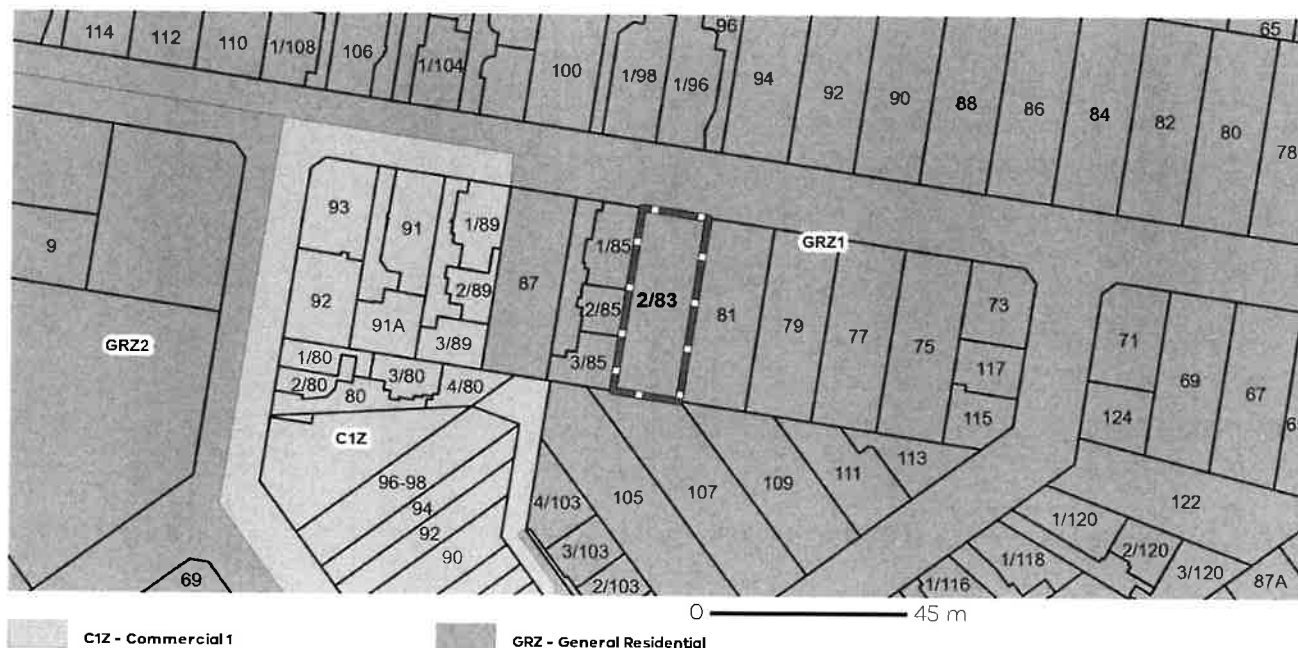 114 112 110 1/108 106 1/104 100 1/98 1/96 96 94 92 90 88 86 84 82 80 65 78
93 91 1/89 87 1/85 2/83 81 GRZ1 79 77 75 73 71 69 67
9
92 91A 2/89 2/85
GRZ2
3/89 3/85 117
1/80 3/80 4/80 115 124
2/80 80
C1Z
96-98
94
92
90
4/103 105 107 109 111 113 122
3/103 1/120 2/120
2/103 1/118 3/120
69 1/116 87A
0 45 m
C1Z - Commercial 1 GRZ - General Residential